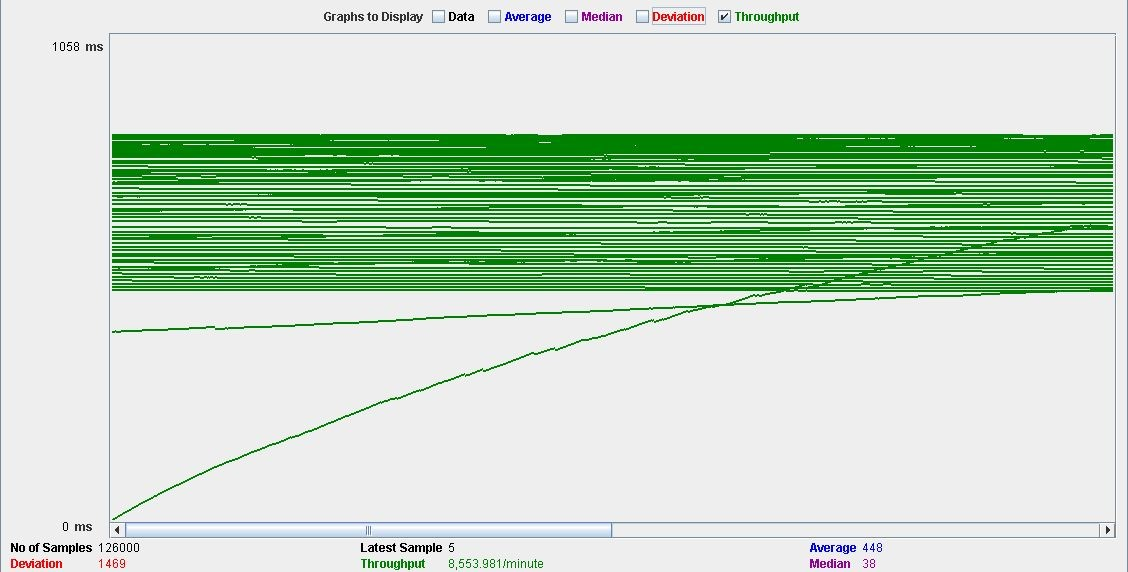 Graphs to Display Data Average Median Deviation Throughput
1058 ms
0 ms
No of Samples 126000 Latest Sample 5 Average 448
Deviation 1469 Throughput 8,553.981/minute Median 38